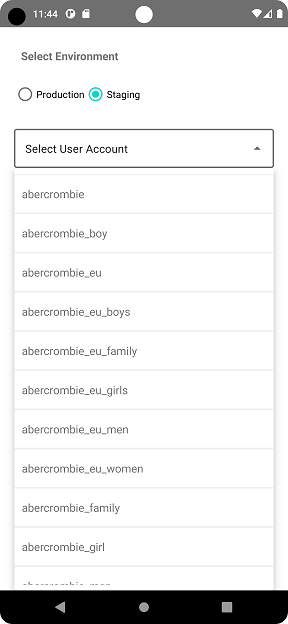 11:44
Select Environment
Production Staging
Select User Account
abercrombie
abercrombie_boy
abercrombie_eu
abercrombie_eu_boys
abercrombie_eu_family
abercrombie_eu_girls
abercrombie_eu_men
abercrombie_eu_women
abercrombie_family
abercrombie_girl
abercrombie_men